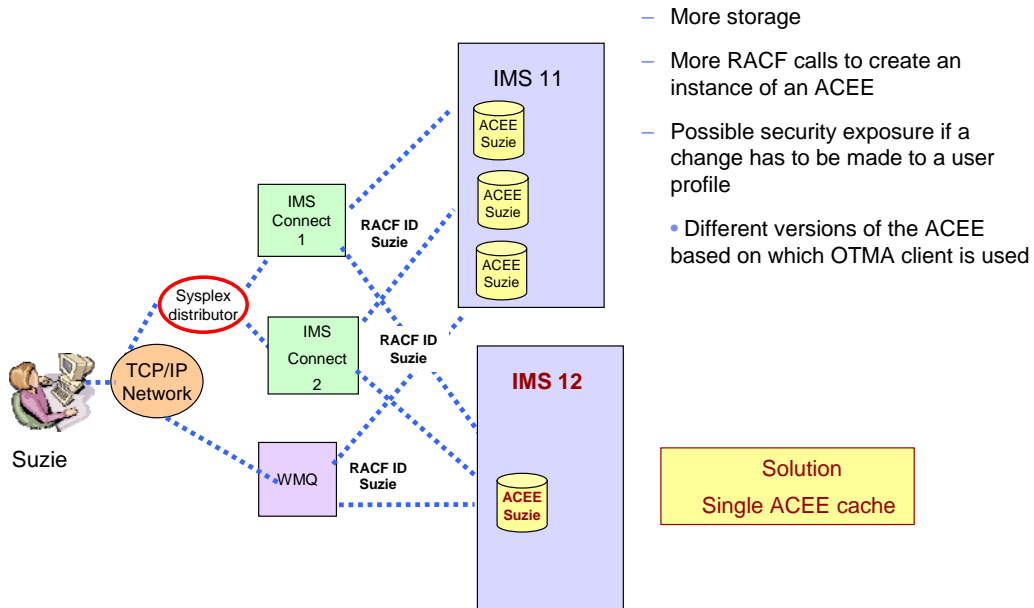 – More storage
– More RACF calls to create an
instance of an ACEE
– Possible security exposure if a
change has to be made to a user
profile
• Different versions of the ACEE
based on which OTMA client is used
IMS 11
ACEE
Suzie
ACEE
Suzie
ACEE
Suzie
IMS
Connect
1
RACF ID
Suzie
Sysplex
distributor
IMS
Connect
2
RACF ID
Suzie
TCP/IP
Network
Suzie
WMQ
RACF ID
Suzie
IMS 12
ACEE
Suzie
Solution
Single ACEE cache